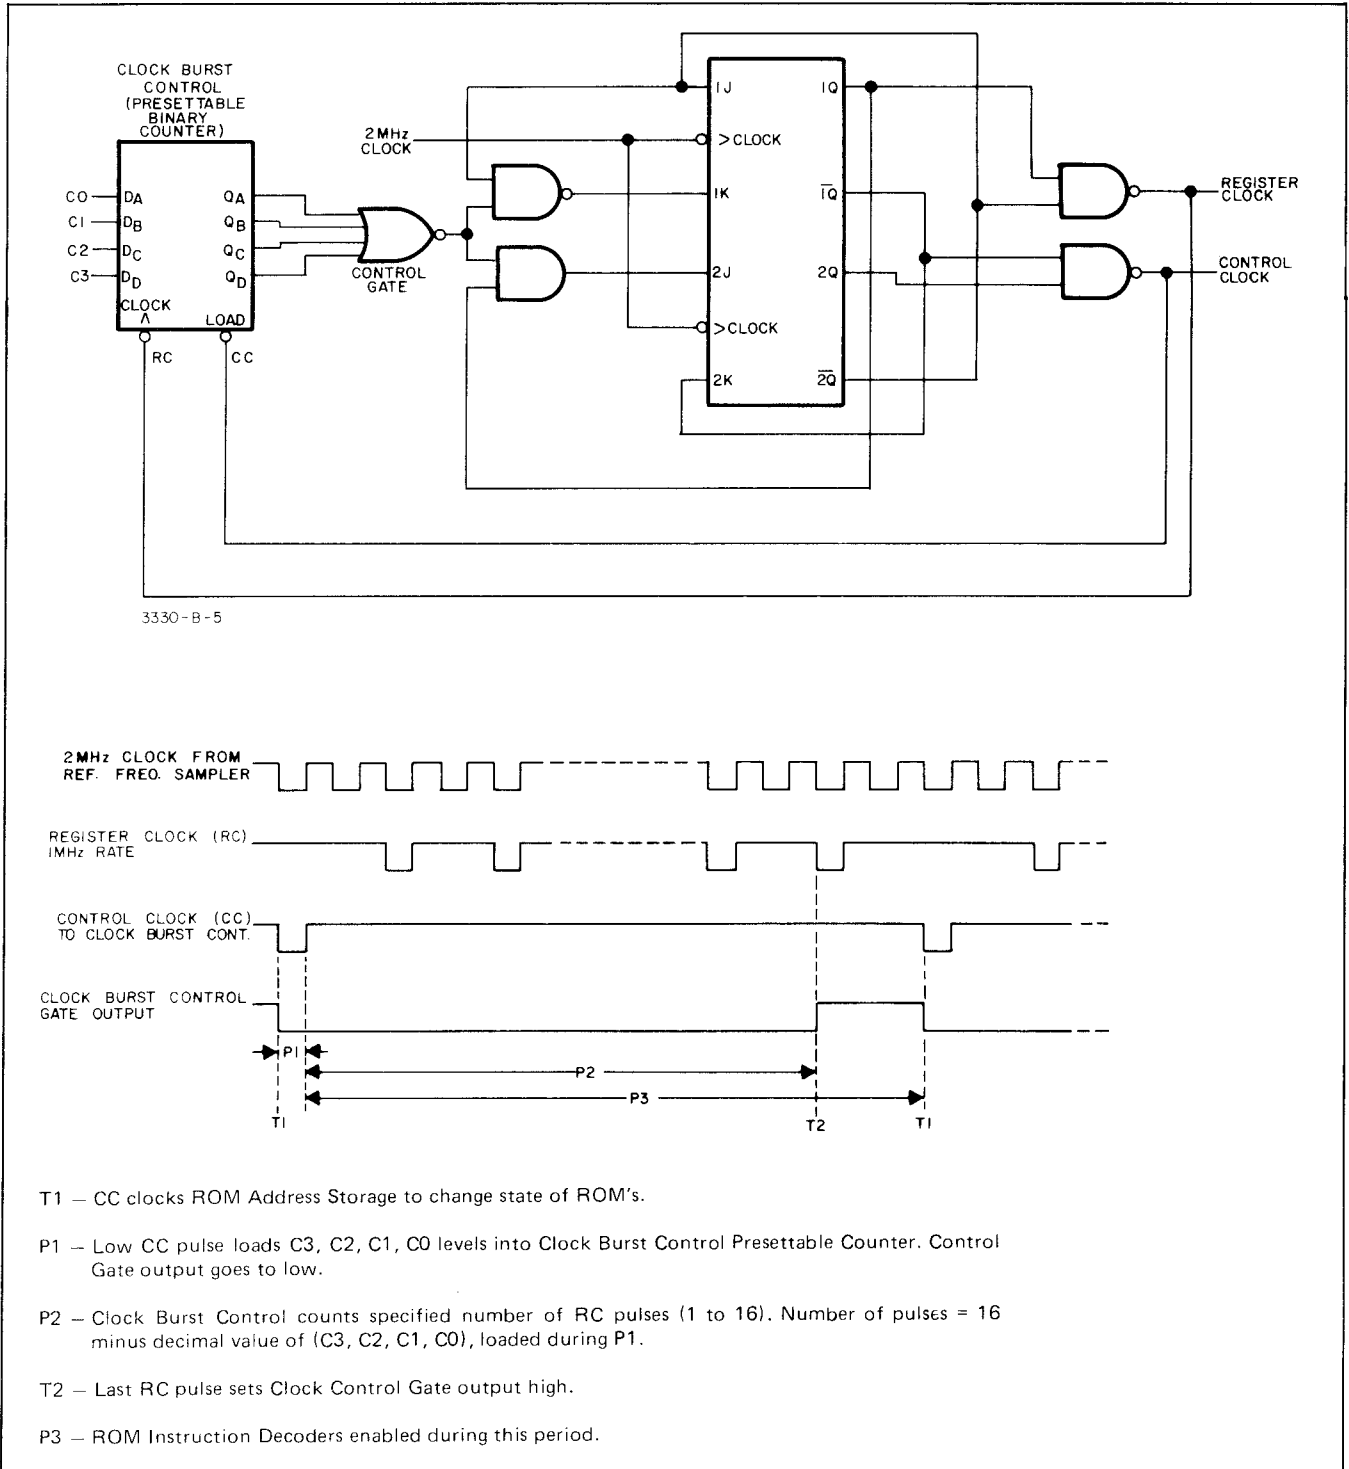 CLOCK BURST
CONTROL
(PRESETTABLE
BINARY
COUNTER)
2MHz
CLOCK
C0
C1
C2
C3
DA
DB
DC
DD
QA
QB
QC
QD
CLOCK
LOAD
RC
CC
CONTROL
GATE
1J
>CLOCK
1K
2J
>CLOCK
2K
1Q
1Q
2Q
2Q
REGISTER
CLOCK
CONTROL
CLOCK
3330-B-5
2MHz CLOCK FROM
REF. FREQ. SAMPLER
REGISTER CLOCK (RC)
1MHz RATE
CONTROL CLOCK (CC)
TO CLOCK BURST CONT.
CLOCK BURST CONTROL
GATE OUTPUT
P1
P2
P3
T1
T2
T1
T1 – CC clocks ROM Address Storage to change state of ROM's.
P1 – Low CC pulse loads C3, C2, C1, C0 levels into Clock Burst Control Presettable Counter. Control
Gate output goes to low.
P2 – Clock Burst Control counts specified number of RC pulses (1 to 16). Number of pulses = 16
minus decimal value of (C3, C2, C1, C0), loaded during P1.
T2 – Last RC pulse sets Clock Control Gate output high.
P3 – ROM Instruction Decoders enabled during this period.